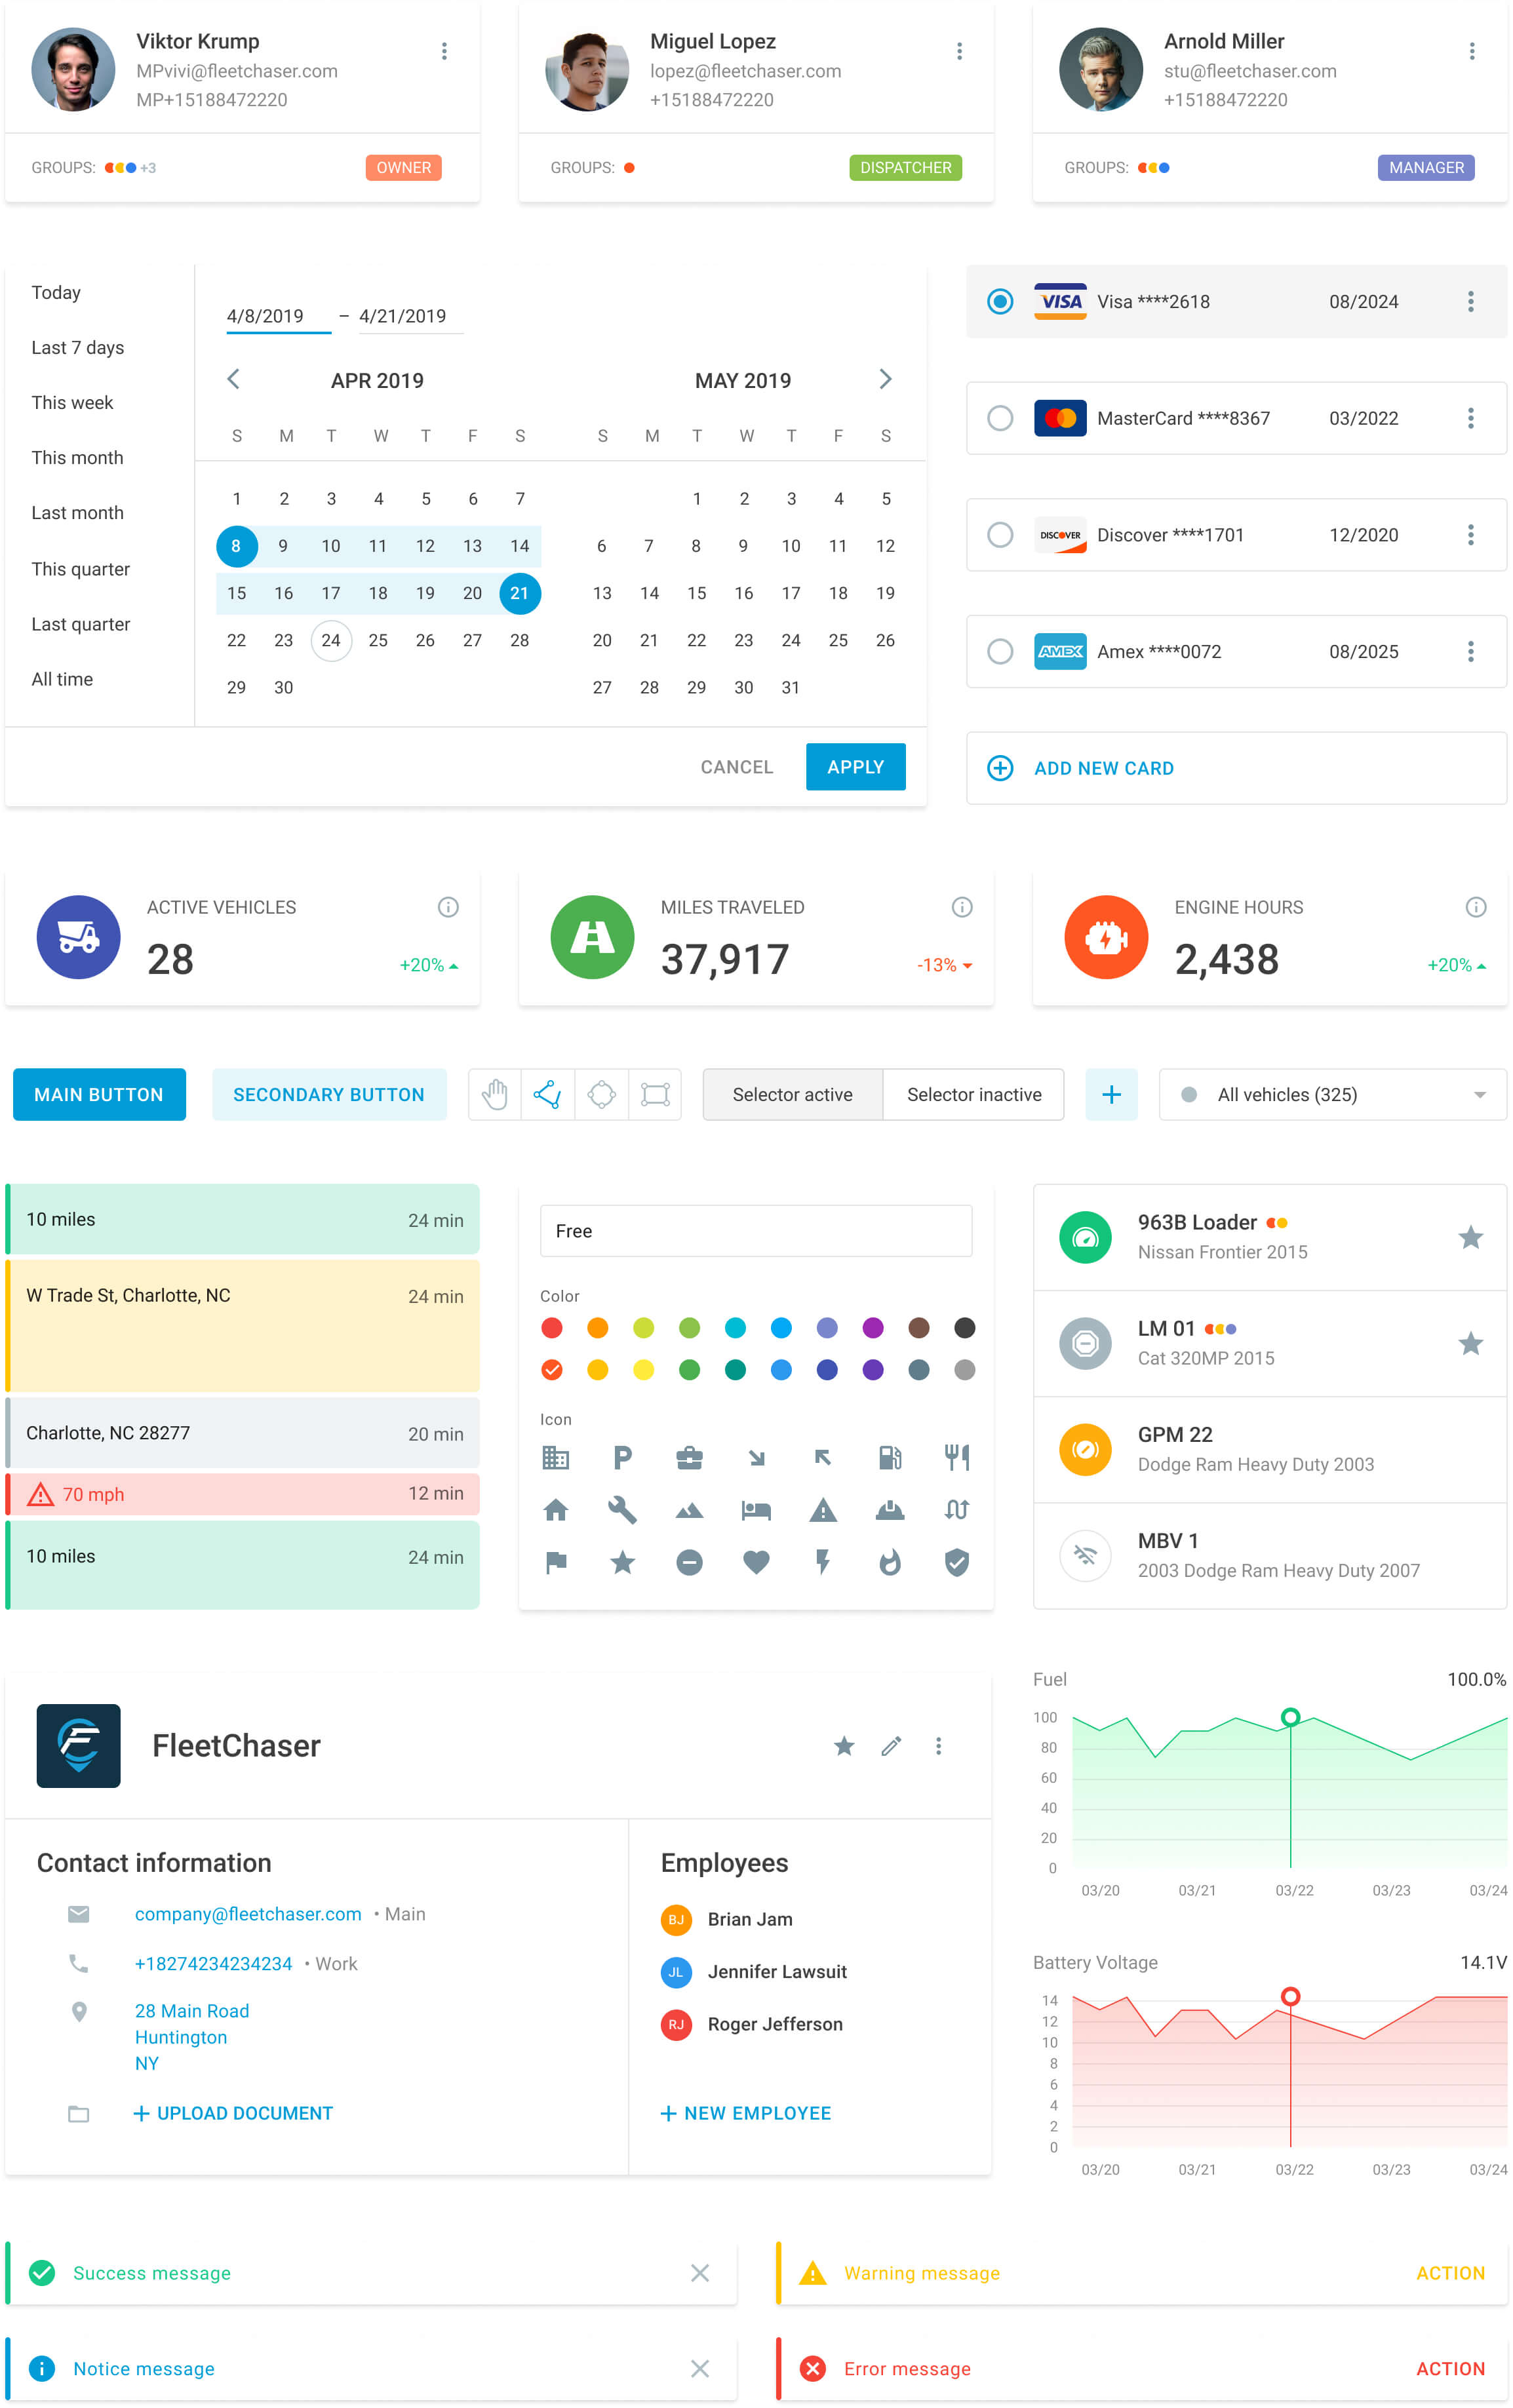 Viktor Krump
MPvivi@fleetchaser.com
MP+15188472220
GROUPS: +3 OWNER
Miguel Lopez
lopez@fleetchaser.com
+15188472220
GROUPS: DISPATCHER
Arnold Miller
stu@fleetchaser.com
+15188472220
GROUPS: MANAGER
Today
Last 7 days
This week
This month
Last month
This quarter
Last quarter
All time
4/8/2019 – 4/21/2019
APR 2019
S M T W T F S
1 2 3 4 5 6 7
8 9 10 11 12 13 14
15 16 17 18 19 20 21
22 23 24 25 26 27 28
29 30
MAY 2019
S M T W T F S
1 2 3 4 5
6 7 8 9 10 11 12
13 14 15 16 17 18 19
20 21 22 23 24 25 26
27 28 29 30 31
CANCEL APPLY
VISA Visa ****2618 08/2024
MasterCard ****8367 03/2022
DISCOVER Discover ****1701 12/2020
AMEX Amex ****0072 08/2025
ADD NEW CARD
ACTIVE VEHICLES
28 +20%
MILES TRAVELED
37,917 -13%
ENGINE HOURS
2,438 +20%
MAIN BUTTON SECONDARY BUTTON Selector active Selector inactive + All vehicles (325)
10 miles 24 min
W Trade St, Charlotte, NC 24 min
Charlotte, NC 28277 20 min
70 mph 12 min
10 miles 24 min
Free
Color
Icon
P
963B Loader
Nissan Frontier 2015
LM 01
Cat 320MP 2015
GPM 22
Dodge Ram Heavy Duty 2003
MBV 1
2003 Dodge Ram Heavy Duty 2007
FleetChaser
Contact information
company@fleetchaser.com • Main
+18274234234234 • Work
28 Main Road
Huntington
NY
+ UPLOAD DOCUMENT
Employees
BJ Brian Jam
JL Jennifer Lawsuit
RJ Roger Jefferson
+ NEW EMPLOYEE
Fuel 100.0%
100
80
60
40
20
0
03/20 03/21 03/22 03/23 03/24
Battery Voltage 14.1V
14
12
10
8
6
4
2
0
03/20 03/21 03/22 03/23 03/24
Success message
Warning message ACTION
Notice message
Error message ACTION